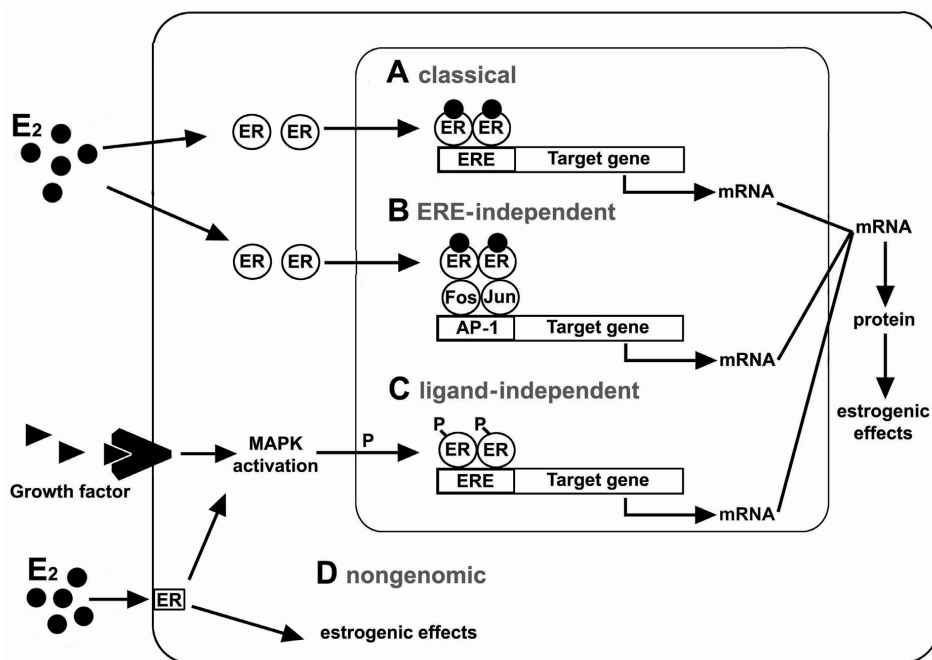 A classical
E2
ER ER
ER ER
ERE Target gene
mRNA
B ERE-independent
mRNA
ER ER
ER ER
Fos Jun
AP-1 Target gene
protein
mRNA
C ligand-independent
estrogenic
effects
P P
MAPK
activation
P
ER ER
ERE Target gene
Growth factor
mRNA
E2
D nongenomic
ER
estrogenic effects